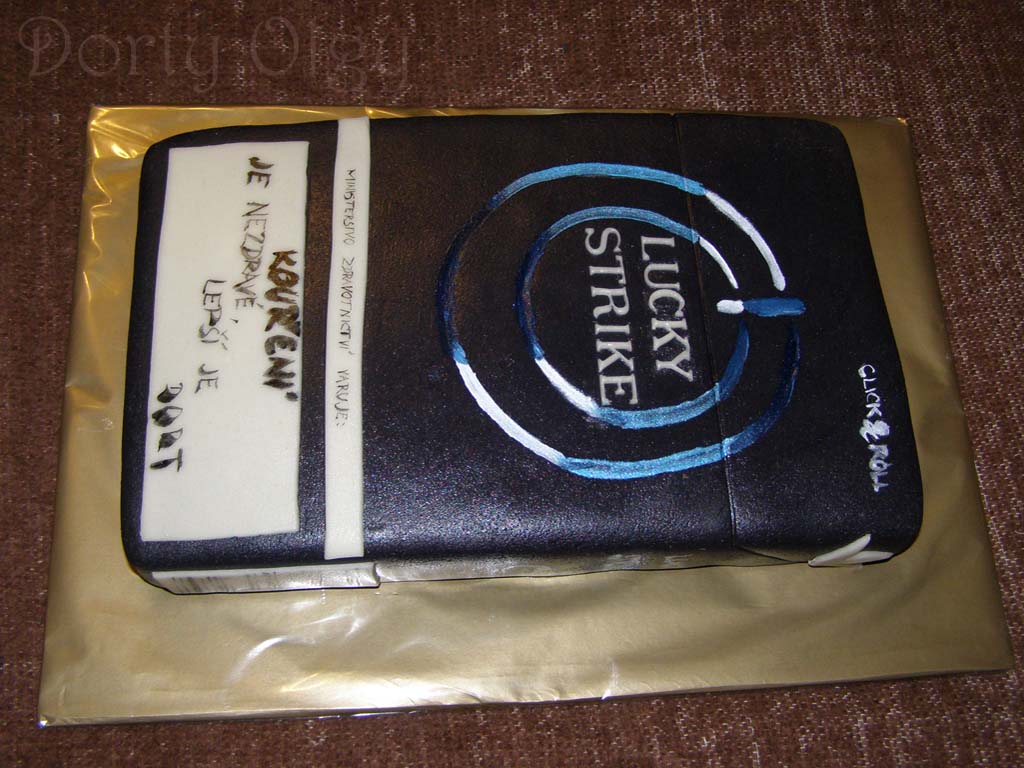 Dorty Olgy
CLICK & ROLL
LUCKY
STRIKE
MINISTERSTVO ZDRAVOTNICTVÍ VARUJE:
KOUŘENÍ
JE NEZDRAVÉ,
LEPŠÍ JE
DORT